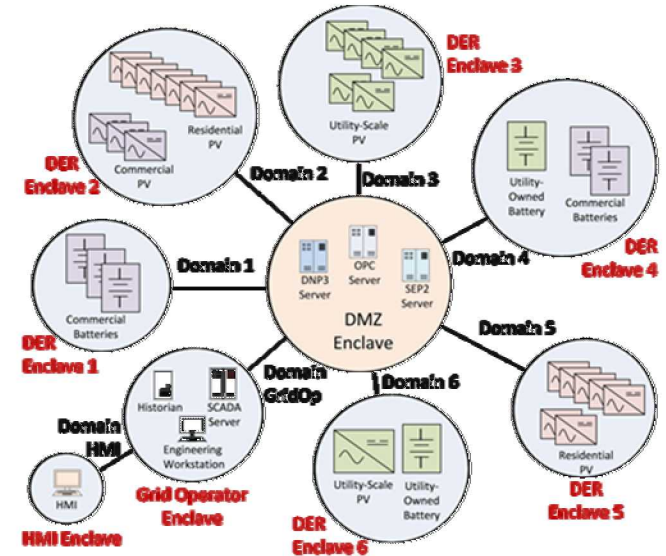 DER
Enclave 3
Residential
PV
Commercial
PV
Utility-Scale
PV
DER
Enclave 2
Domain 2
Domain 3
Utility-
Owned
Battery
Commercial
Batteries
DER
Enclave 4
Domain 1
Domain 4
DNP3
Server
OPC
Server
SEP2
Server
DMZ
Enclave
Commercial
Batteries
DER
Enclave 1
Domain 5
Domain
GridOp
Domain 6
Historian
SCADA
Server
Engineering
Workstation
Domain
HMI
Grid Operator
Enclave
HMI
HMI Enclave
Utility-Scale
PV
Utility-
Owned
Battery
DER
Enclave 6
Residential
PV
DER
Enclave 5